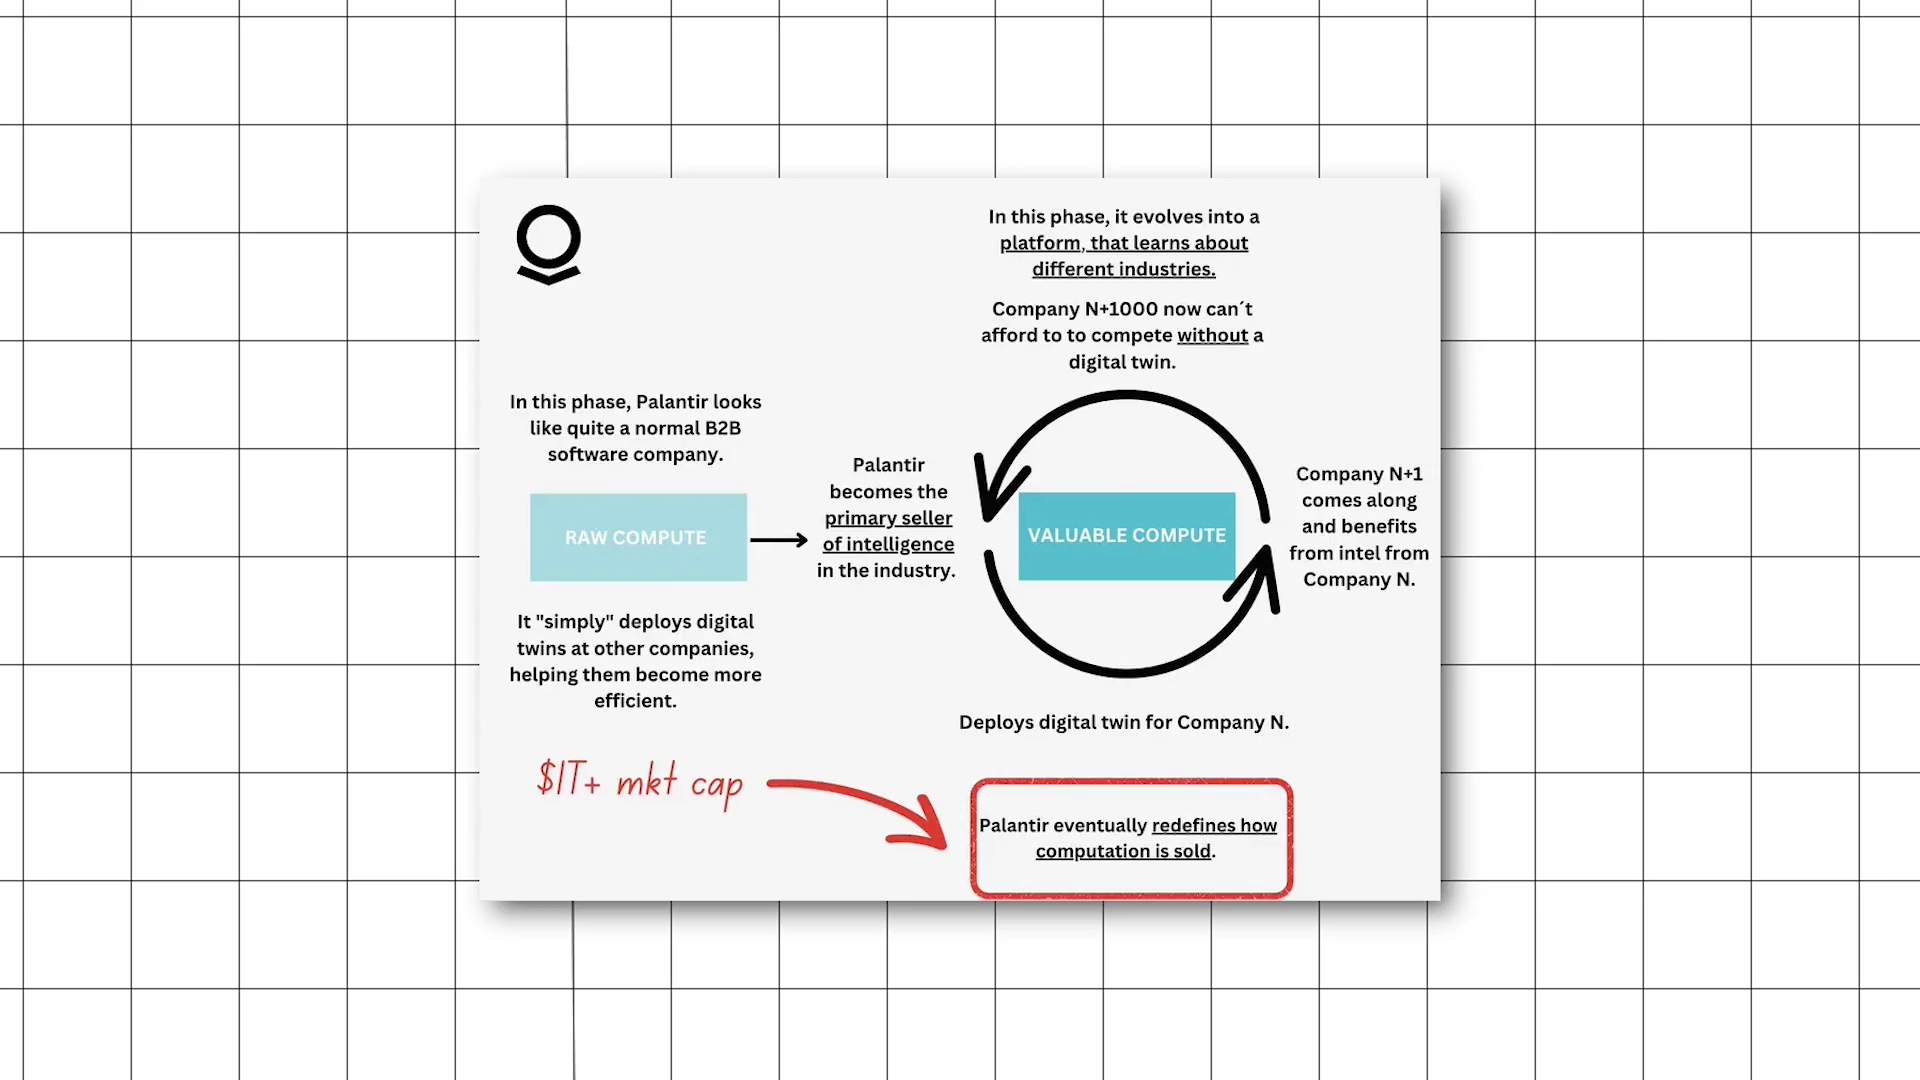 In this phase, it evolves into a
platform, that learns about
different industries.
Company N+1000 now can´t
afford to to compete without a
digital twin.
In this phase, Palantir looks
like quite a normal B2B
software company.
RAW COMPUTE
It "simply" deploys digital
twins at other companies,
helping them become more
efficient.
Palantir
becomes the
primary seller
of intelligence
in the industry.
VALUABLE COMPUTE
Company N+1
comes along
and benefits
from intel from
Company N.
Deploys digital twin for Company N.
$1T+ mkt cap
Palantir eventually redefines how
computation is sold.